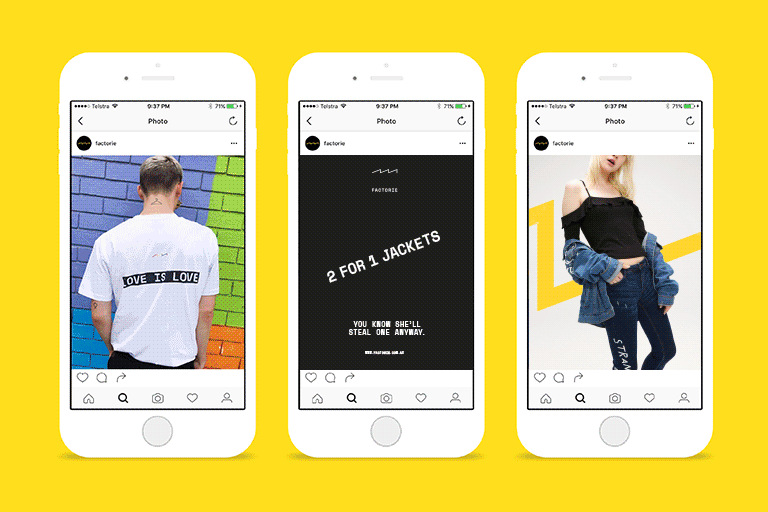 Telstra 9:37 PM 71%
Photo
factorie
LOVE IS LOVE
Telstra 9:37 PM 71%
Photo
factorie
FACTORIE
2 FOR 1 JACKETS
YOU KNOW SHE'LL
STEAL ONE ANYWAY.
WWW.FACTORIE.COM.AU
Telstra 9:37 PM 71%
Photo
factorie
STRAN